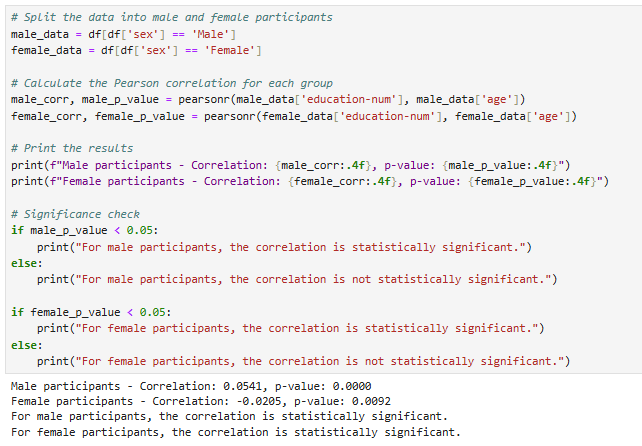 # Split the data into male and female participants
male_data = df[df['sex'] == 'Male']
female_data = df[df['sex'] == 'Female']

# Calculate the Pearson correlation for each group
male_corr, male_p_value = pearsonr(male_data['education-num'], male_data['age'])
female_corr, female_p_value = pearsonr(female_data['education-num'], female_data['age'])

# Print the results
print(f"Male participants - Correlation: {male_corr:.4f}, p-value: {male_p_value:.4f}")
print(f"Female participants - Correlation: {female_corr:.4f}, p-value: {female_p_value:.4f}")

# Significance check
if male_p_value < 0.05:
    print("For male participants, the correlation is statistically significant.")
else:
    print("For male participants, the correlation is not statistically significant.")

if female_p_value < 0.05:
    print("For female participants, the correlation is statistically significant.")
else:
    print("For female participants, the correlation is not statistically significant.")

Male participants - Correlation: 0.0541, p-value: 0.0000
Female participants - Correlation: -0.0205, p-value: 0.0092
For male participants, the correlation is statistically significant.
For female participants, the correlation is statistically significant.